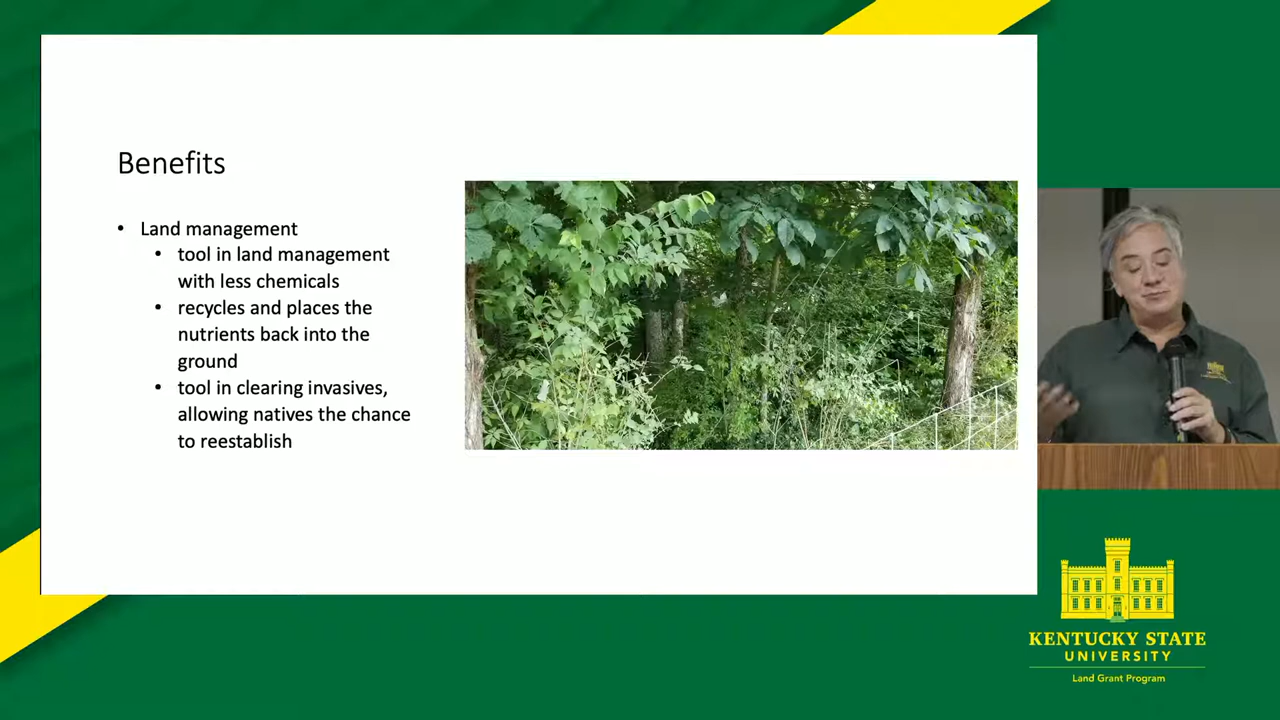 Benefits
• Land management
• tool in land management
with less chemicals
• recycles and places the
nutrients back into the
ground
• tool in clearing invasives,
allowing natives the chance
to reestablish
KENTUCKY STATE
UNIVERSITY
Land Grant Program